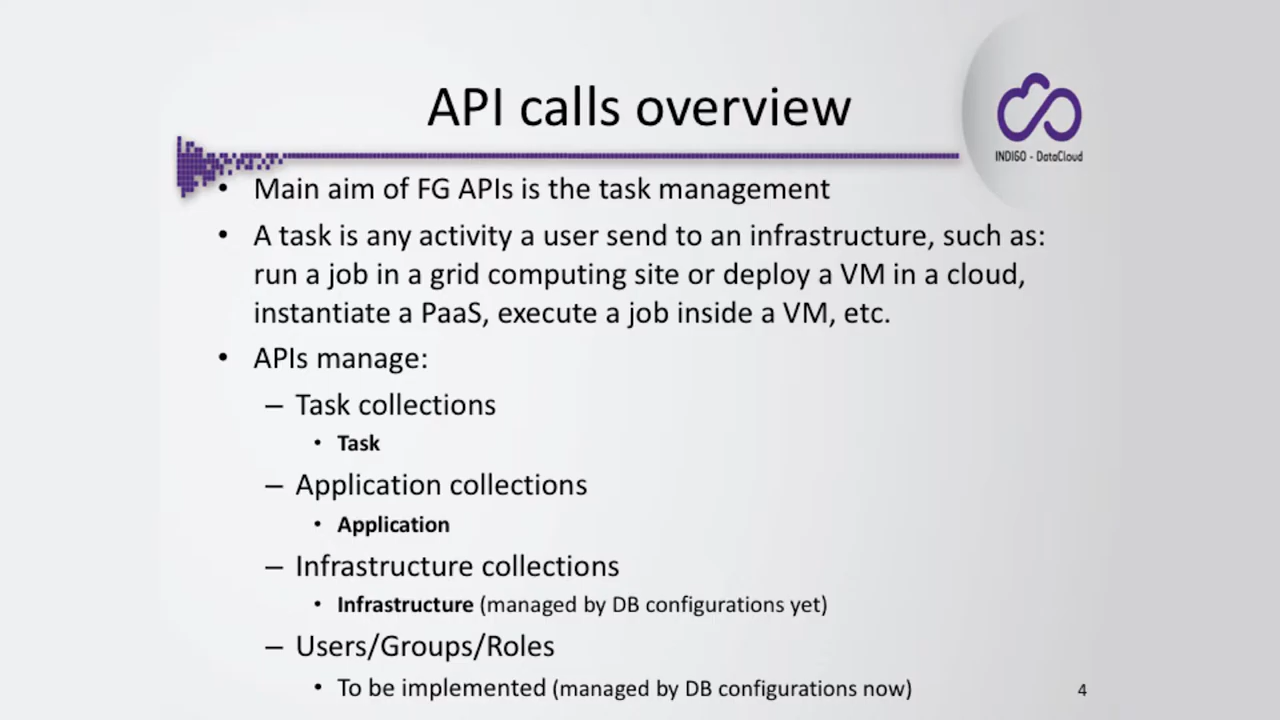 API calls overview
INDIGO - DataCloud
• Main aim of FG APIs is the task management
• A task is any activity a user send to an infrastructure, such as:
run a job in a grid computing site or deploy a VM in a cloud,
instantiate a PaaS, execute a job inside a VM, etc.
• APIs manage:
– Task collections
• Task
– Application collections
• Application
– Infrastructure collections
• Infrastructure (managed by DB configurations yet)
– Users/Groups/Roles
• To be implemented (managed by DB configurations now)
4